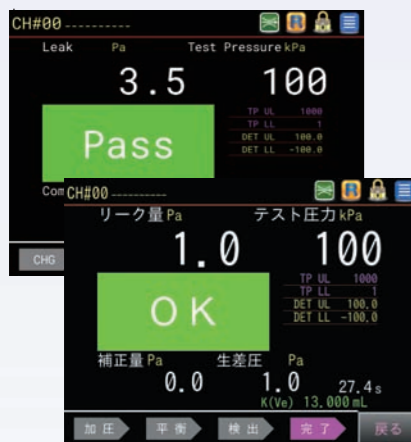 CH#00 ----------
Leak Pa Test Pressure kPa
3.5 100
Pass
TP UL 1000
TP LL 1
DET UL 100.0
DET LL -100.0
Com
CHG
CH#00 ----------
リーク量 Pa テスト圧力 kPa
1.0 100
OK
TP UL 1000
TP LL 1
DET UL 100.0
DET LL -100.0
補正量 Pa 生差圧 Pa
0.0 1.0 27.4s
K(Ve) 13.000 mL
加圧 平衡 検出 完了 戻る